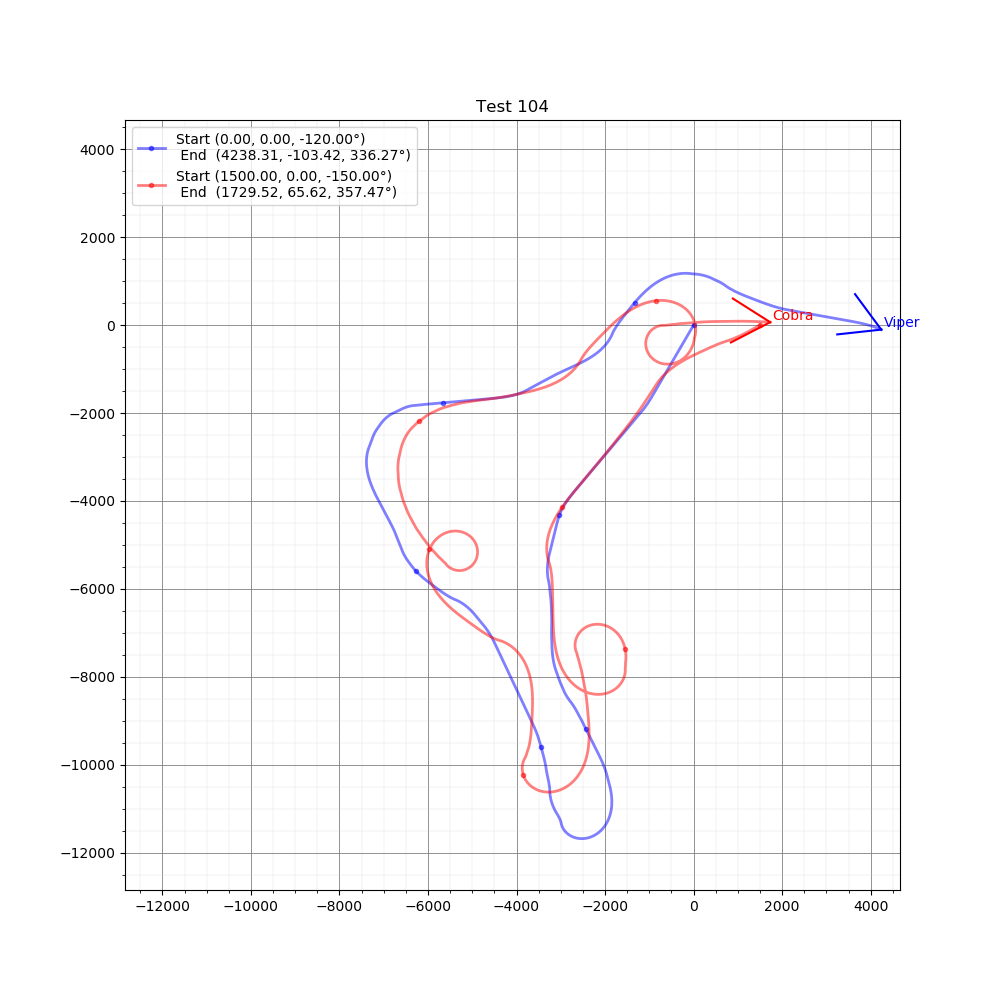 Test 104
Start (0.00, 0.00, -120.00°)
End (4238.31, -103.42, 336.27°)
Start (1500.00, 0.00, -150.00°)
End (1729.52, 65.62, 357.47°)
4000
2000
0
−2000
−4000
−6000
−8000
−10000
−12000
Cobra
Viper
−12000 −10000 −8000 −6000 −4000 −2000 0 2000 4000